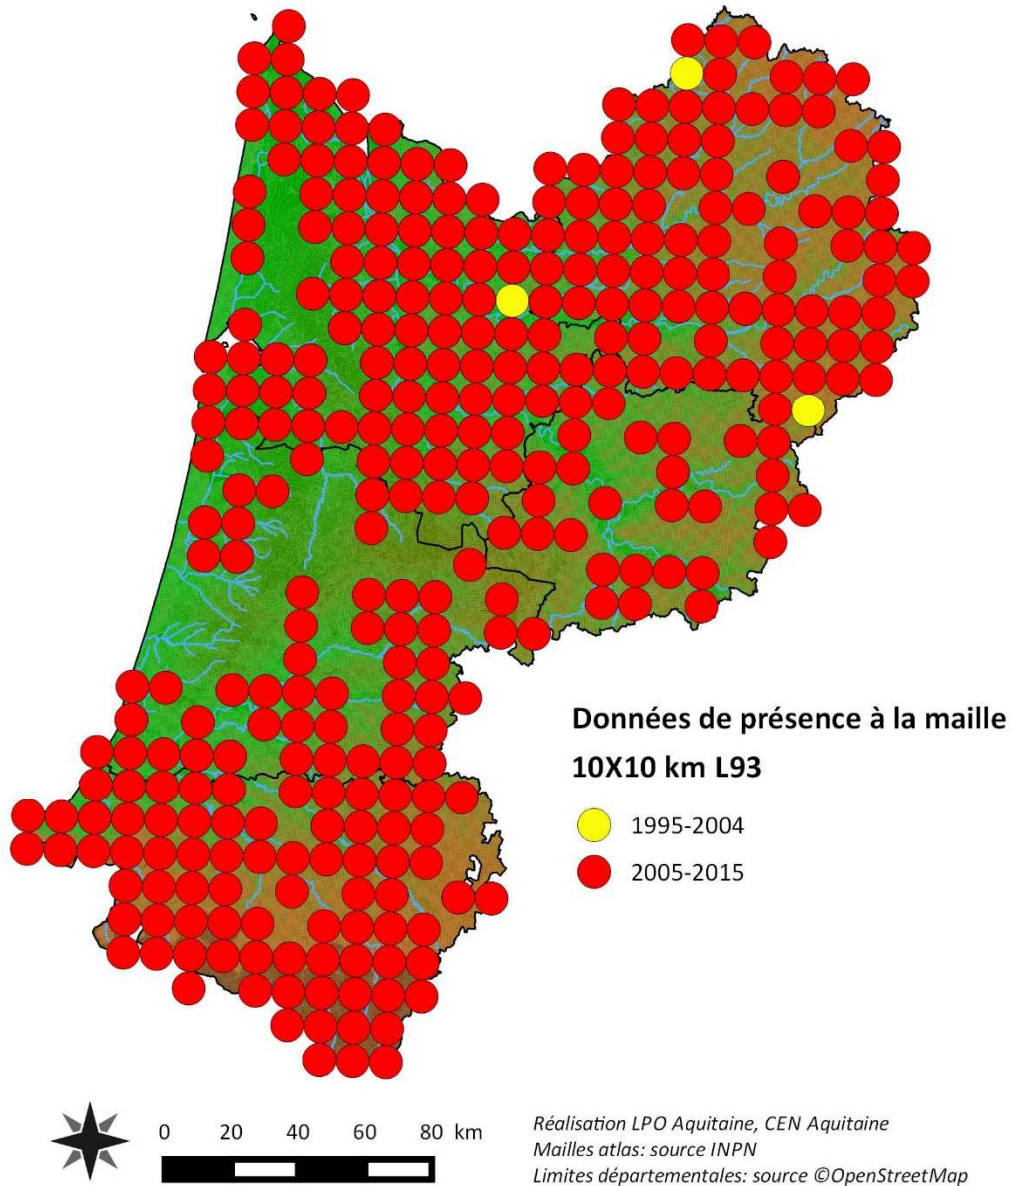 Données de présence à la maille
10X10 km L93
1995-2004
2005-2015
0 20 40 60 80 km
Réalisation LPO Aquitaine, CEN Aquitaine
Mailles atlas: source INPN
Limites départementales: source ©OpenStreetMap